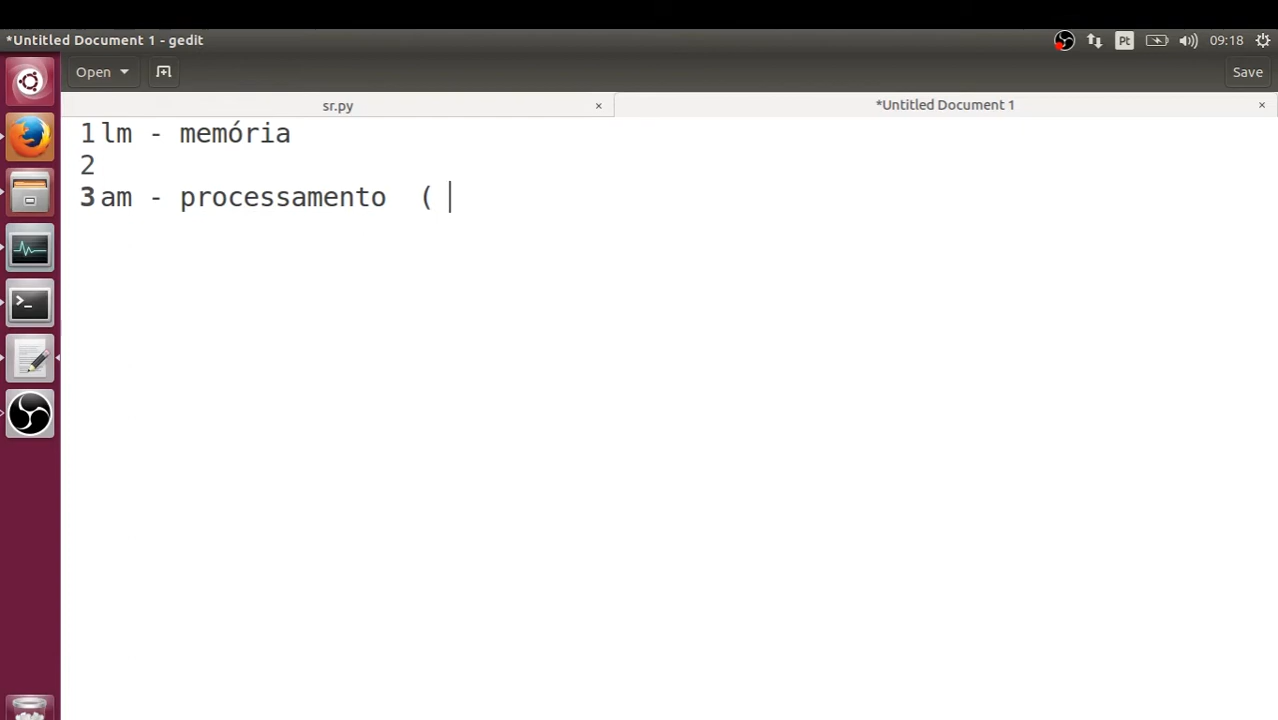 *Untitled Document 1 - gedit
Pt
09:18
Open
Save
sr.py ×
*Untitled Document 1 ×
1 lm - memória
2
3 am - processamento  (
>_